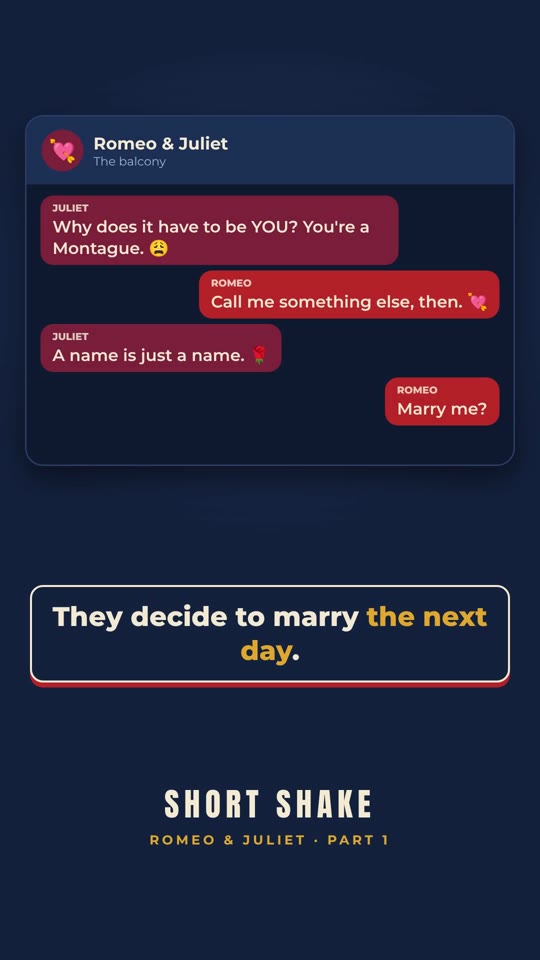 Romeo & Juliet
The balcony
JULIET
Why does it have to be YOU? You're a
Montague. 😩
ROMEO
Call me something else, then. 💘
JULIET
A name is just a name. 🌹
ROMEO
Marry me?
They decide to marry the next
day.
SHORT SHAKE
ROMEO & JULIET · PART 1